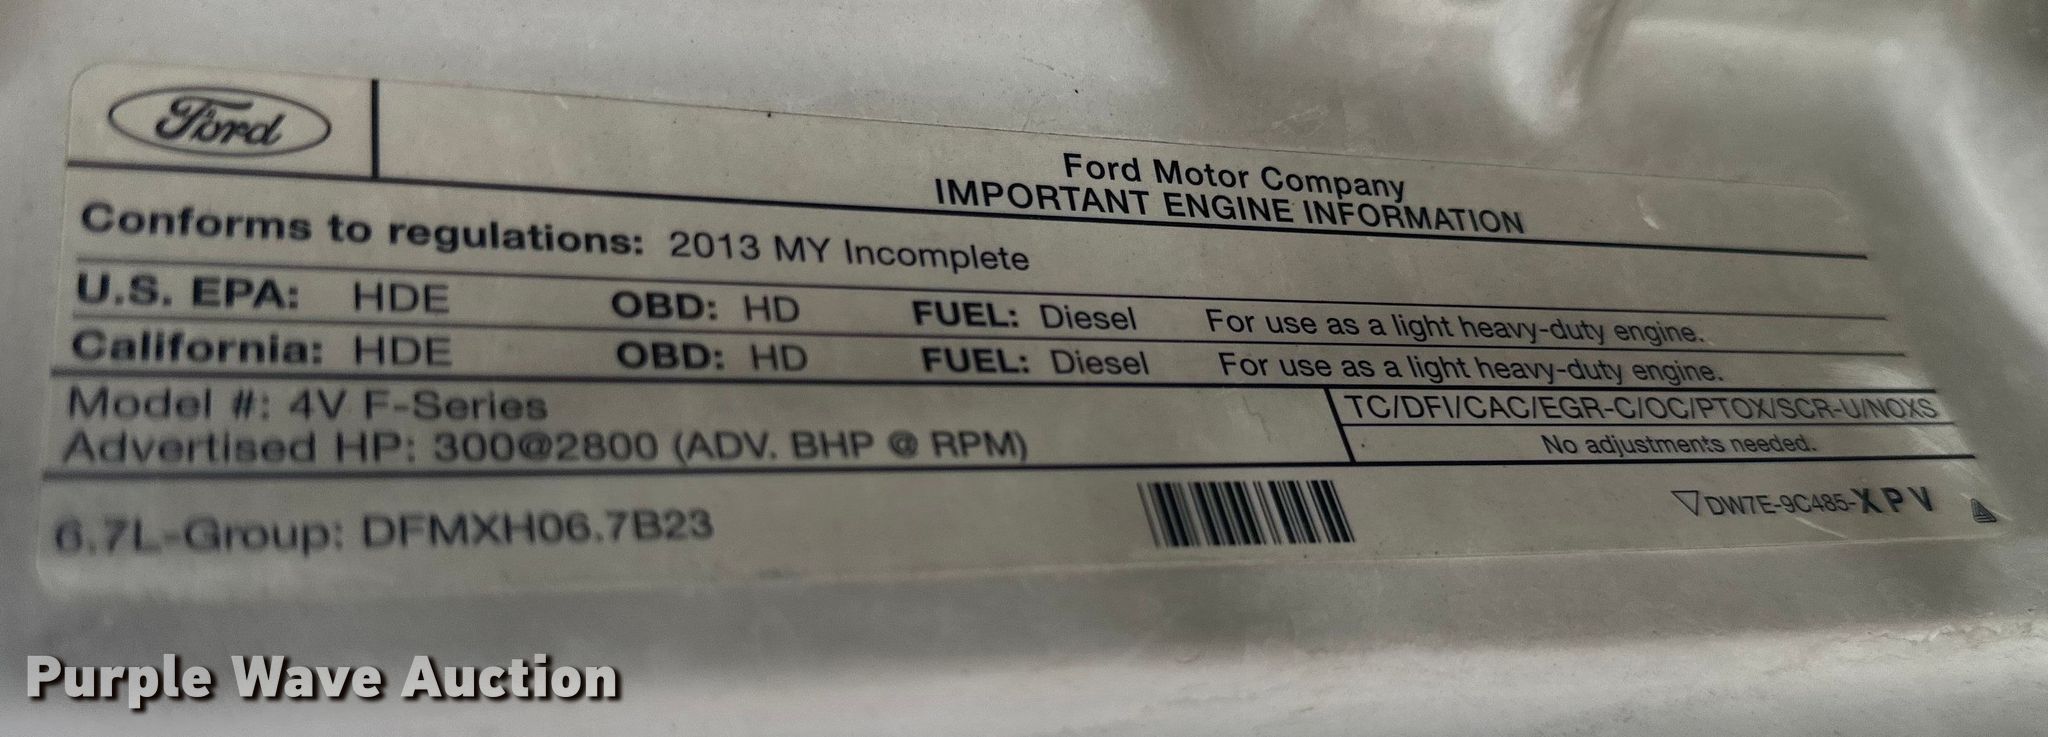 Ford
Ford Motor Company
IMPORTANT ENGINE INFORMATION
Conforms to regulations: 2013 MY Incomplete
U.S. EPA: HDE OBD: HD FUEL: Diesel For use as a light heavy-duty engine.
California: HDE OBD: HD FUEL: Diesel For use as a light heavy-duty engine.
Model #: 4V F-Series
Advertised HP: 300@2800 (ADV. BHP @ RPM)
TC/DFI/CAC/EGR-C/OC/PTOX/SCR-U/NOXS
No adjustments needed.
6.7L-Group: DFMXH06.7B23
DW7E-9C485-XPV
Purple Wave Auction